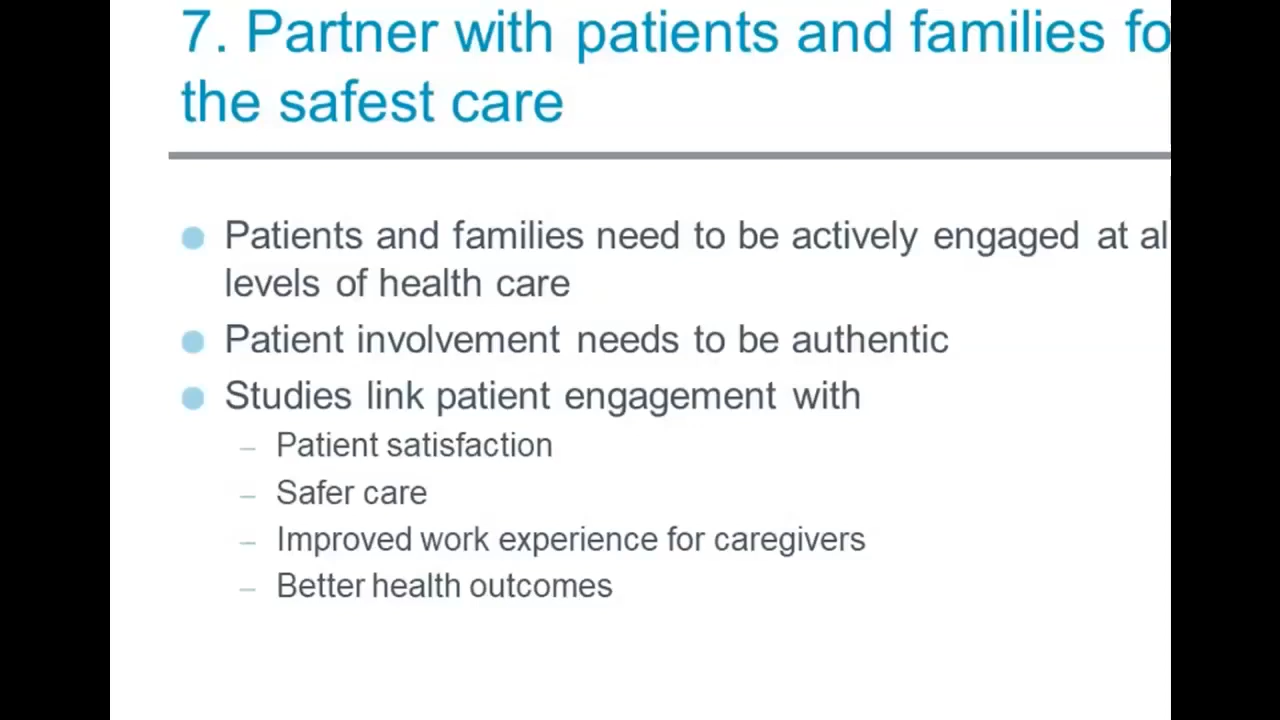 7. Partner with patients and families fo
the safest care
Patients and families need to be actively engaged at al
levels of health care
Patient involvement needs to be authentic
Studies link patient engagement with
– Patient satisfaction
– Safer care
– Improved work experience for caregivers
– Better health outcomes